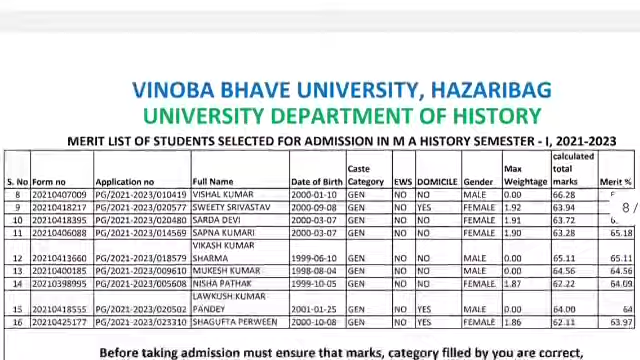 VINOBA BHAVE UNIVERSITY, HAZARIBAG
UNIVERSITY DEPARTMENT OF HISTORY
MERIT LIST OF STUDENTS SELECTED FOR ADMISSION IN M A HISTORY SEMESTER - I, 2021-2023
S. No Form no Application no Full Name Date of Birth Caste Category EWS DOMICILE Gender Max Weightage calculated total marks Merit %
8 20210407009 PG/2021-2023/010419 VISHAL KUMAR 2000-01-10 GEN NO NO MALE 0.00 66.28
9 20210418217 PG/2021-2023/020577 SWEETY SRIVASTAV 2000-09-08 GEN NO YES FEMALE 1.92 63.94
10 20210418395 PG/2021-2023/020480 SARDA DEVI 2000-03-07 GEN NO NO FEMALE 1.91 63.72
11 20210406088 PG/2021-2023/014569 SAPNA KUMARI 2000-03-07 GEN NO NO FEMALE 1.90 63.28 65.18
12 20210413660 PG/2021-2023/018579 VIKASH KUMAR SHARMA 1999-06-10 GEN NO NO MALE 0.00 65.11 65.11
13 20210400185 PG/2021-2023/009610 MUKESH KUMAR 1998-08-04 GEN NO NO MALE 0.00 64.56 64.56
14 20210398995 PG/2021-2023/005608 NISHA PATHAK 1999-10-05 GEN NO NO FEMALE 1.87 62.22 64.09
15 20210418555 PG/2021-2023/020502 LAWKUSH KUMAR PANDEY 2001-01-25 GEN NO YES MALE 0.00 64.00 64
16 20210425177 PG/2021-2023/023310 SHAGUFTA PERWEEN 2000-10-08 GEN NO YES FEMALE 1.86 62.11 63.97
8 /
Before taking admission must ensure that marks, category filled by you are correct,